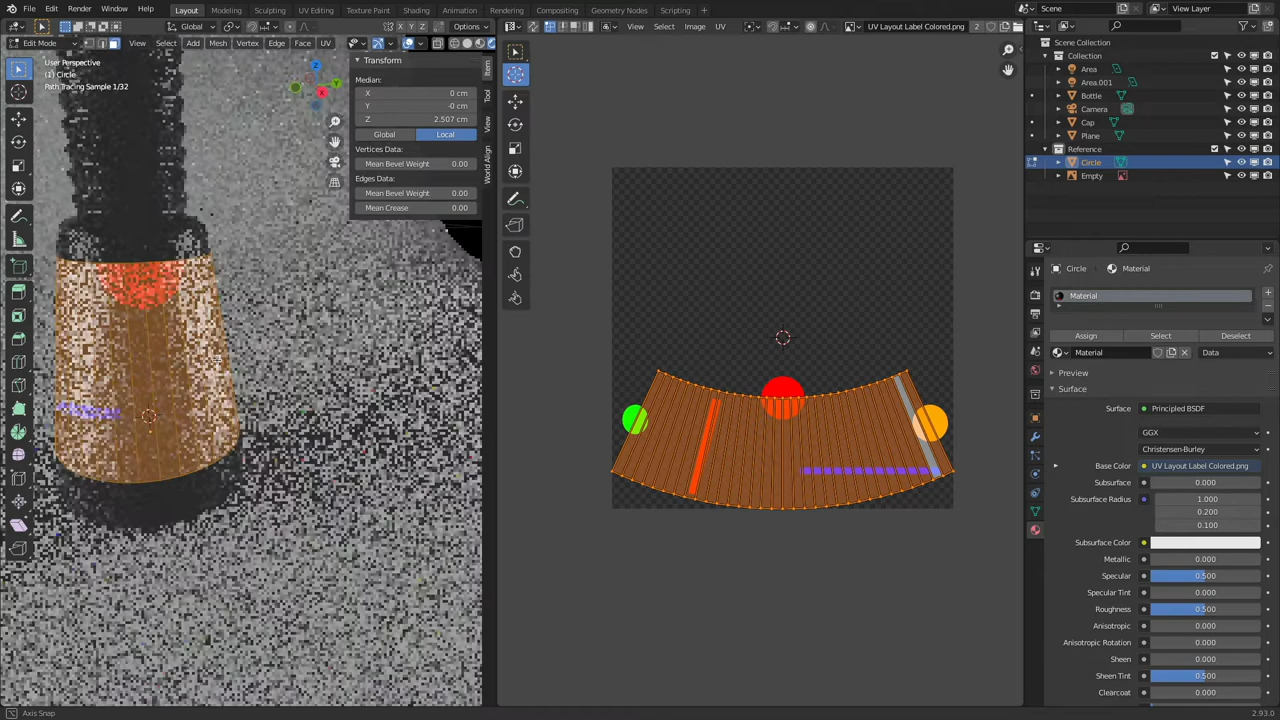 File Edit Render Window Help Layout Modeling Sculpting UV Editing Texture Paint Shading Animation Rendering Compositing Geometry Nodes Scripting Scene View Layer
Global Options View Select Image UV UV Layout Label Colored.png 2
Edit Mode View Select Add Mesh Vertex Edge Face UV
User Perspective
(1) Circle
Path Tracing Sample 1/32
Transform
Median:
X 0 cm
Y -0 cm
Z 2.507 cm
Global Local
Vertices Data:
Mean Bevel Weight 0.00
Edges Data:
Mean Bevel Weight 0.00
Mean Crease 0.00
Item
Tool
View
World Align
Z
Y
X
Scene Collection
Collection
Area
Area.001
Bottle
Camera
Cap
Plane
Reference
Circle
Empty
Circle Material
Material
Assign Select Deselect
Material Data
Preview
Surface
Surface Principled BSDF
GGX
Christensen-Burley
Base Color UV Layout Label Colored.png
Subsurface 0.000
Subsurface Radius 1.000
0.200
0.100
Subsurface Color
Metallic 0.000
Specular 0.500
Specular Tint 0.000
Roughness 0.500
Anisotropic 0.000
Anisotropic Rotation 0.000
Sheen 0.000
Sheen Tint 0.500
Clearcoat 0.000
Axis Snap 2.93.0